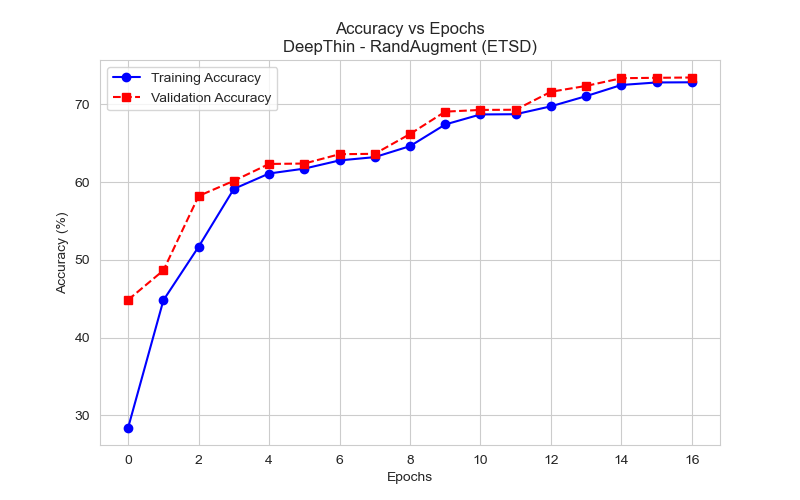 Accuracy vs Epochs
DeepThin - RandAugment (ETSD)
Training Accuracy
Validation Accuracy
Accuracy (%)
70
60
50
40
30
0 2 4 6 8 10 12 14 16
Epochs